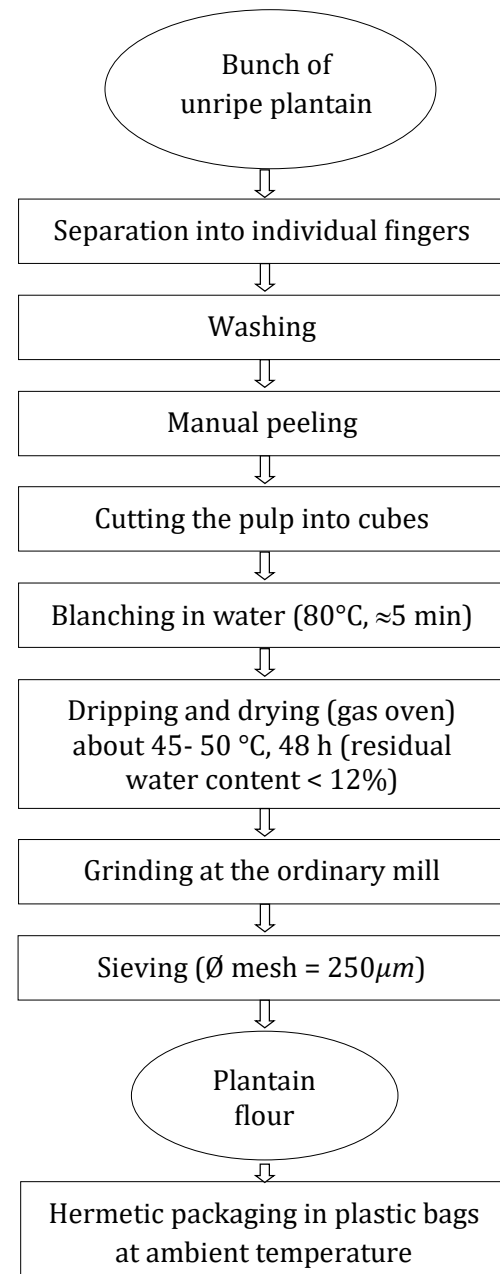 Bunch of
unripe plantain
Separation into individual fingers
Washing
Manual peeling
Cutting the pulp into cubes
Blanching in water (80°C, ≈5 min)
Dripping and drying (gas oven)
about 45- 50 °C, 48 h (residual
water content < 12%)
Grinding at the ordinary mill
Sieving (Ø mesh = 250μm)
Plantain
flour
Hermetic packaging in plastic bags
at ambient temperature